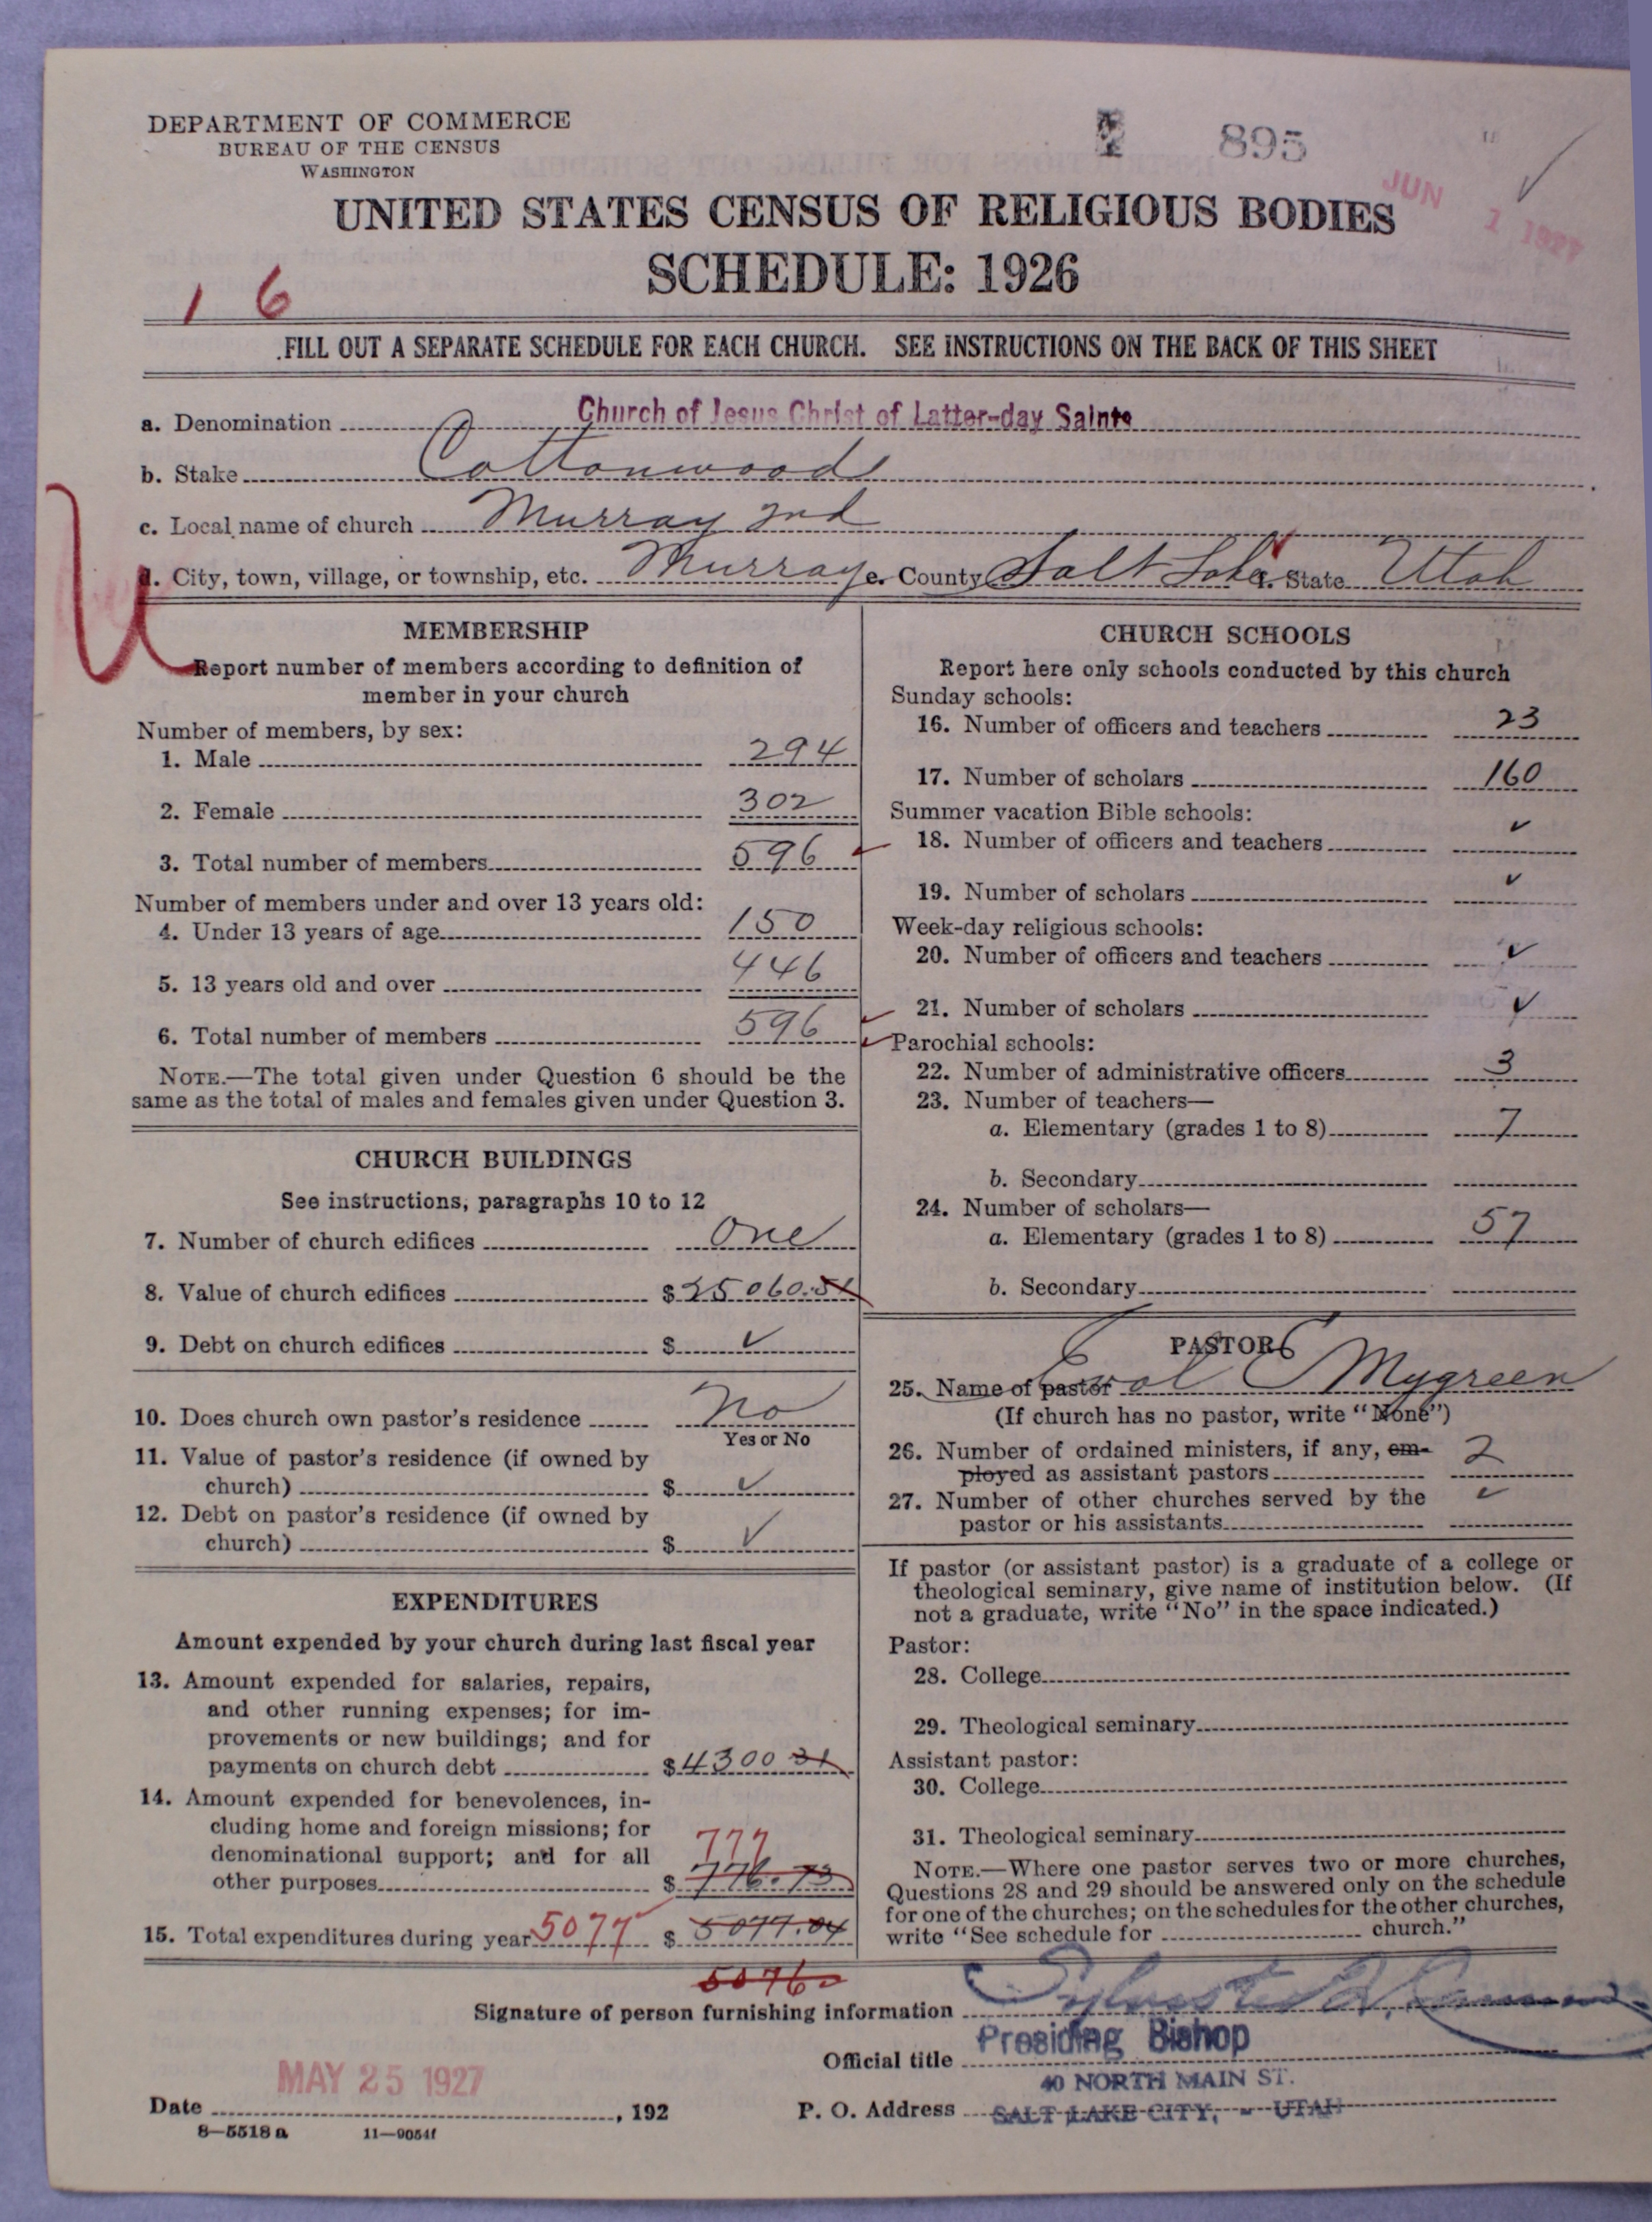 DEPARTMENT OF COMMERCE
BUREAU OF THE CENSUS
WASHINGTON
895
JUN 1 1927
UNITED STATES CENSUS OF RELIGIOUS BODIES
SCHEDULE: 1926
1 6
FILL OUT A SEPARATE SCHEDULE FOR EACH CHURCH. SEE INSTRUCTIONS ON THE BACK OF THIS SHEET
a. Denomination Church of Jesus Christ of Latter-day Saints
b. Stake Cottonwood
c. Local name of church Murray 2nd
d. City, town, village, or township, etc. Murray e. County Salt Lake f. State Utah
MEMBERSHIP
Report number of members according to definition of
member in your church
Number of members, by sex:
1. Male 294
2. Female 302
3. Total number of members 596
Number of members under and over 13 years old:
4. Under 13 years of age 150
5. 13 years old and over 446
6. Total number of members 596
NOTE.—The total given under Question 6 should be the
same as the total of males and females given under Question 3.
CHURCH BUILDINGS
See instructions, paragraphs 10 to 12
7. Number of church edifices One
8. Value of church edifices $25060.51
9. Debt on church edifices $ ✓
10. Does church own pastor's residence No
Yes or No
11. Value of pastor's residence (if owned by
church) $ ✓
12. Debt on pastor's residence (if owned by
church) $ ✓
EXPENDITURES
Amount expended by your church during last fiscal year
13. Amount expended for salaries, repairs,
and other running expenses; for im-
provements or new buildings; and for
payments on church debt $4300 31
14. Amount expended for benevolences, in-
cluding home and foreign missions; for
denominational support; and for all
777
other purposes $ 776.73
15. Total expenditures during year 5077 $ 5077.04
5076
CHURCH SCHOOLS
Report here only schools conducted by this church
Sunday schools:
16. Number of officers and teachers 23
17. Number of scholars 160
Summer vacation Bible schools:
18. Number of officers and teachers ✓
19. Number of scholars ✓
Week-day religious schools:
20. Number of officers and teachers ✓
21. Number of scholars ✓
Parochial schools:
22. Number of administrative officers 3
23. Number of teachers—
a. Elementary (grades 1 to 8) 7
b. Secondary
24. Number of scholars—
a. Elementary (grades 1 to 8) 57
b. Secondary
PASTOR
25. Name of pastor E Mygreen
(If church has no pastor, write "None")
26. Number of ordained ministers, if any, em- 2
ployed as assistant pastors
27. Number of other churches served by the ✓
pastor or his assistants
If pastor (or assistant pastor) is a graduate of a college or
theological seminary, give name of institution below. (If
not a graduate, write "No" in the space indicated.)
Pastor:
28. College
29. Theological seminary
Assistant pastor:
30. College
31. Theological seminary
NOTE.—Where one pastor serves two or more churches,
Questions 28 and 29 should be answered only on the schedule
for one of the churches; on the schedules for the other churches,
write "See schedule for church."
Signature of person furnishing information Sylvester Q. Cannon
Official title Presiding Bishop
40 NORTH MAIN ST.
P. O. Address SALT LAKE CITY, - UTAH
MAY 25 1927
Date , 192
8—5518 a 11—9054f